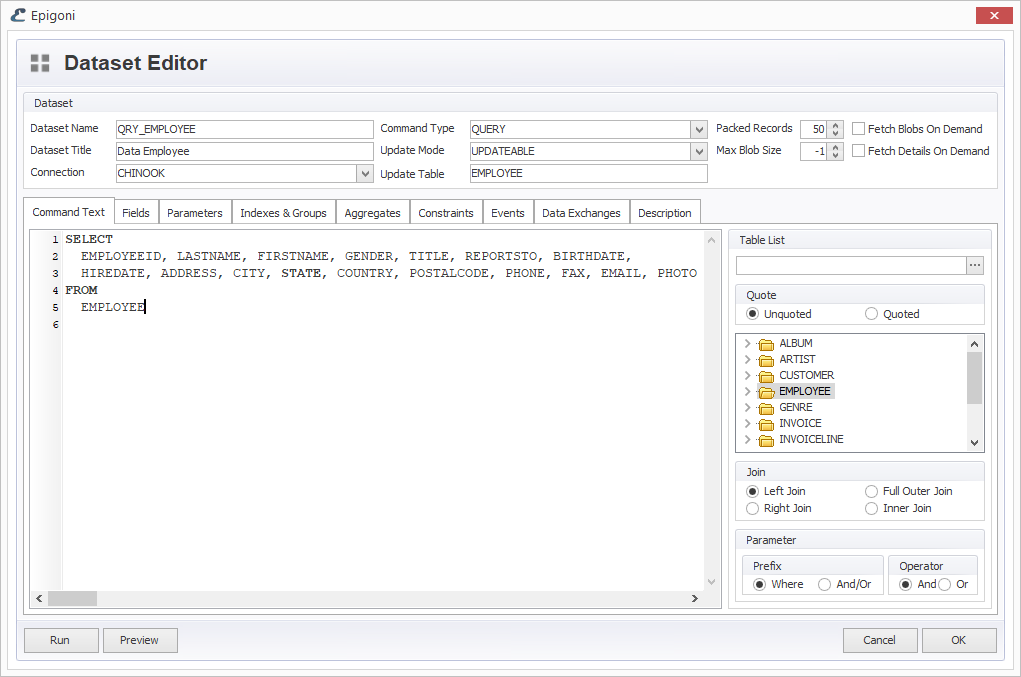 Epigoni
Dataset Editor
Dataset
Dataset Name QRY_EMPLOYEE Command Type QUERY Packed Records 50 Fetch Blobs On Demand
Dataset Title Data Employee Update Mode UPDATEABLE Max Blob Size -1 Fetch Details On Demand
Connection CHINOOK Update Table EMPLOYEE
Command Text Fields Parameters Indexes & Groups Aggregates Constraints Events Data Exchanges Description
1 SELECT
2 EMPLOYEEID, LASTNAME, FIRSTNAME, GENDER, TITLE, REPORTSTO, BIRTHDATE,
3 HIREDATE, ADDRESS, CITY, STATE, COUNTRY, POSTALCODE, PHONE, FAX, EMAIL, PHOTO
4 FROM
5 EMPLOYEE
6
Table List
...
Quote
Unquoted Quoted
ALBUM
ARTIST
CUSTOMER
EMPLOYEE
GENRE
INVOICE
INVOICELINE
Join
Left Join Full Outer Join
Right Join Inner Join
Parameter
Prefix Operator
Where And/Or And Or
Run Preview Cancel OK